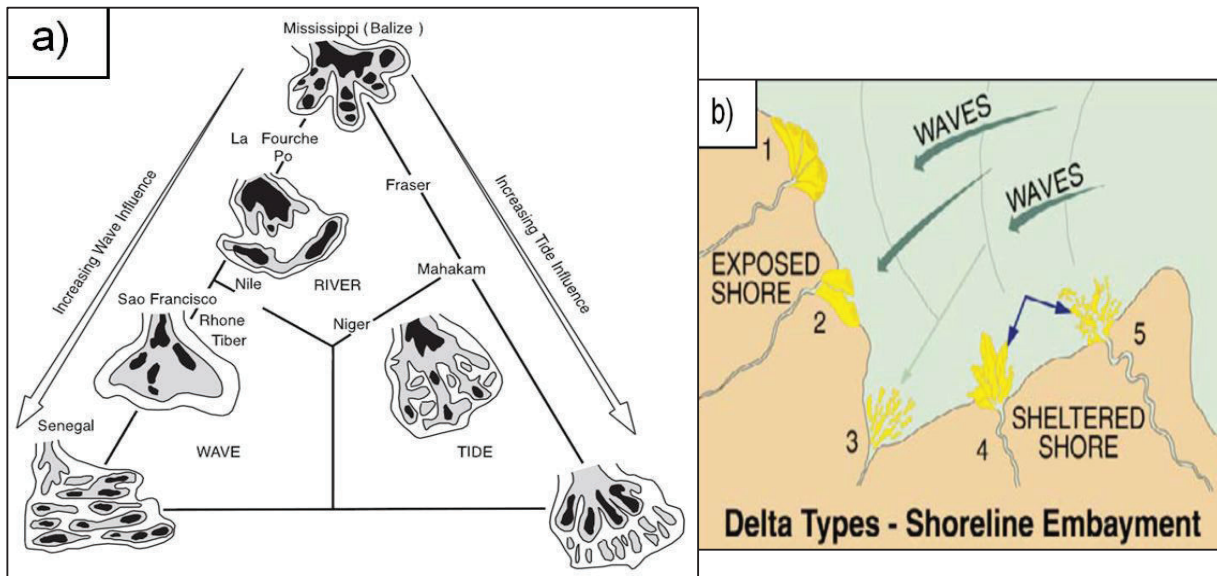 a)
Mississippi (Balize)
La Fourche
Po
Fraser
Increasing Wave Influence
Increasing Tide Influence
Mahakam
Nile
RIVER
Sao Francisco
Rhone
Tiber
Niger
Senegal
WAVE
TIDE
b)
WAVES
WAVES
1
EXPOSED
SHORE
2
3
4
5
SHELTERED
SHORE
Delta Types - Shoreline Embayment